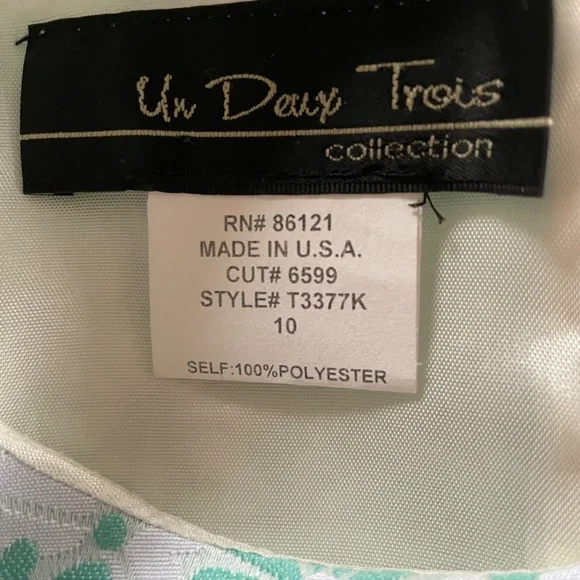 Un Deux Trois
collection
RN# 86121
MADE IN U.S.A.
CUT# 6599
STYLE# T3377K
10
SELF:100%POLYESTER